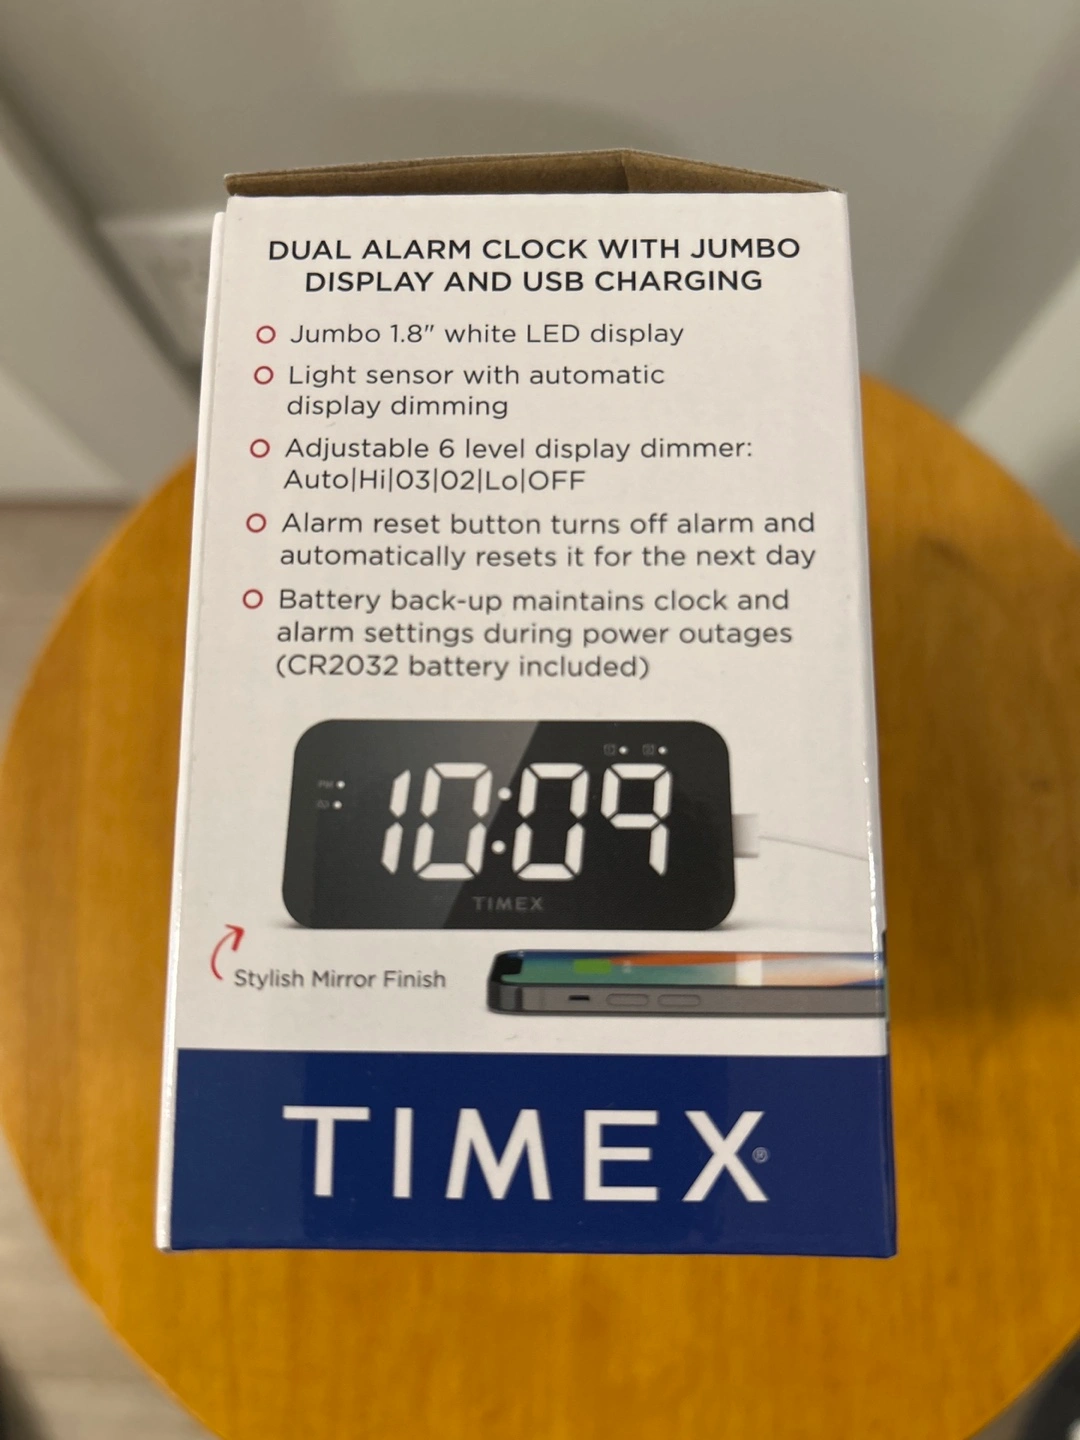 DUAL ALARM CLOCK WITH JUMBO
DISPLAY AND USB CHARGING
Jumbo 1.8" white LED display
Light sensor with automatic
display dimming
Adjustable 6 level display dimmer:
Auto|Hi|03|02|Lo|OFF
Alarm reset button turns off alarm and
automatically resets it for the next day
Battery back-up maintains clock and
alarm settings during power outages
(CR2032 battery included)
PM
10:09
TIMEX
Stylish Mirror Finish
TIMEX®